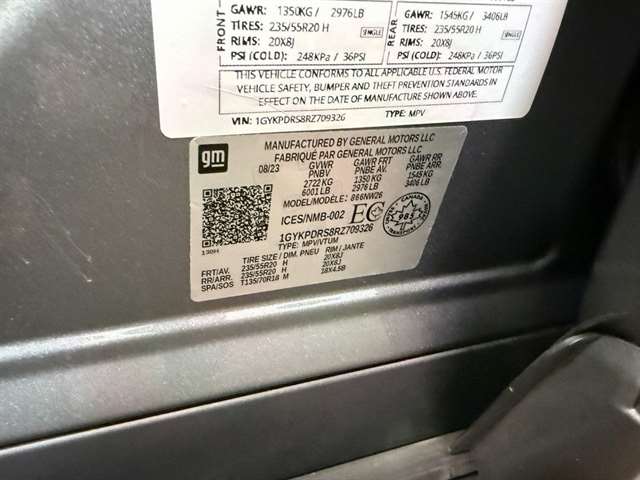 FRONT
GAWR: 1350KG / 2976LB
TIRES: 235/55R20 H SINGLE
RIMS: 20X8J
PSI (COLD): 248KPa / 36PSI
REAR
GAWR: 1545KG / 3406LB
TIRES: 235/55R20 H SINGLE
RIMS: 20X8J
PSI (COLD): 248KPa / 36PSI
THIS VEHICLE CONFORMS TO ALL APPLICABLE U.S. FEDERAL MOTOR
VEHICLE SAFETY, BUMPER AND THEFT PREVENTION STANDARDS IN
EFFECT ON THE DATE OF MANUFACTURE SHOWN ABOVE.
VIN: 1GYKPDRS8RZ709326 TYPE: MPV
gm
MANUFACTURED BY GENERAL MOTORS LLC
FABRIQUÉ PAR GENERAL MOTORS LLC
08/23 GVWR GAWR FRT GAWR RR
PNBV PNBE AV. PNBE ARR.
2722 KG 1350 KG 1545 KG
6001 LB 2976 LB 3406 LB
MODEL/MODÈLE: 866NW26
ICES/NMB-002 EC 985
1GYKPDRS8RZ709326
TYPE: MPV/VTUM
TIRE SIZE / DIM. PNEU RIM / JANTE
FRT/AV. 235/55R20 H 20X8J
RR/ARR. 235/55R20 H 20X8J
SPA/SOS T135/70R18 M 18X4.5B